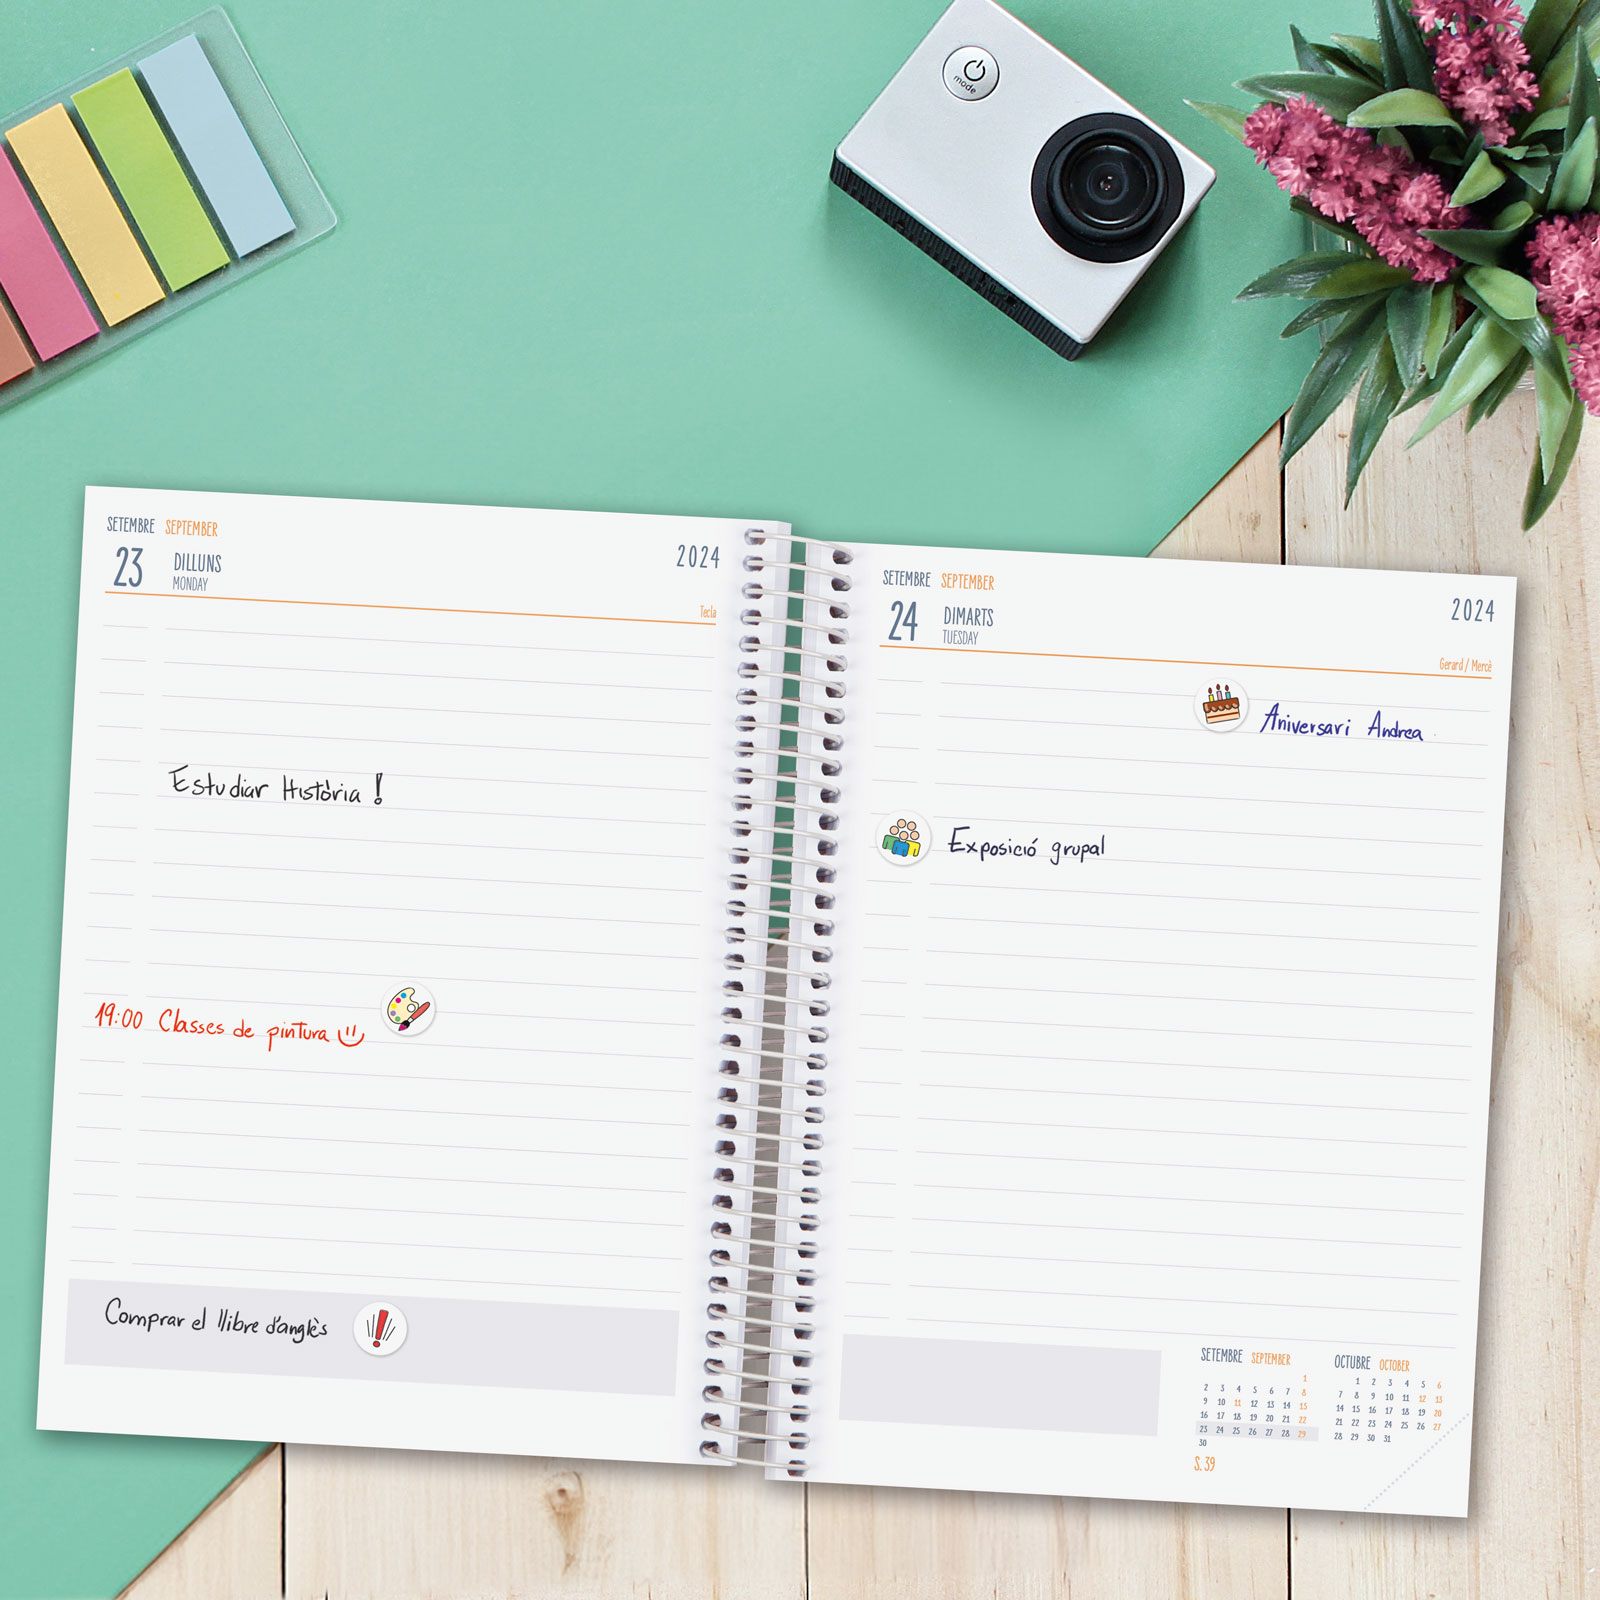 mode
SETEMBRE SEPTEMBER
23 DILLUNS 2024
MONDAY
Tecla
Estudiar Història !
19:00 Classes de pintura
Comprar el llibre d'anglès
SETEMBRE SEPTEMBER
24 DIMARTS 2024
TUESDAY
Gerard / Mercè
Aniversari Andrea
Exposició grupal
SETEMBRE SEPTEMBER
1
2 3 4 5 6 7 8
9 10 11 12 13 14 15
16 17 18 19 20 21 22
23 24 25 26 27 28 29
30
S. 39
OCTUBRE OCTOBER
1 2 3 4 5 6
7 8 9 10 11 12 13
14 15 16 17 18 19 20
21 22 23 24 25 26 27
28 29 30 31